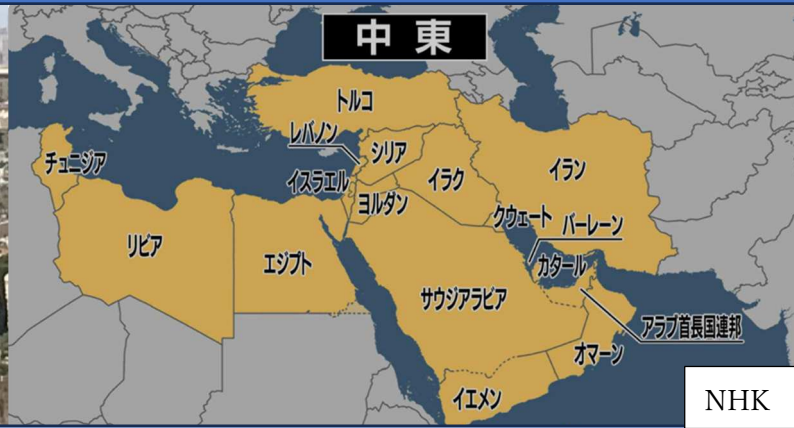 中東
トルコ
レバノン
シリア
チュニジア
イスラエル
イラク
イラン
ヨルダン
クウェート
バーレーン
リビア
エジプト
カタール
サウジアラビア
アラブ首長国連邦
オマーン
イエメン
NHK